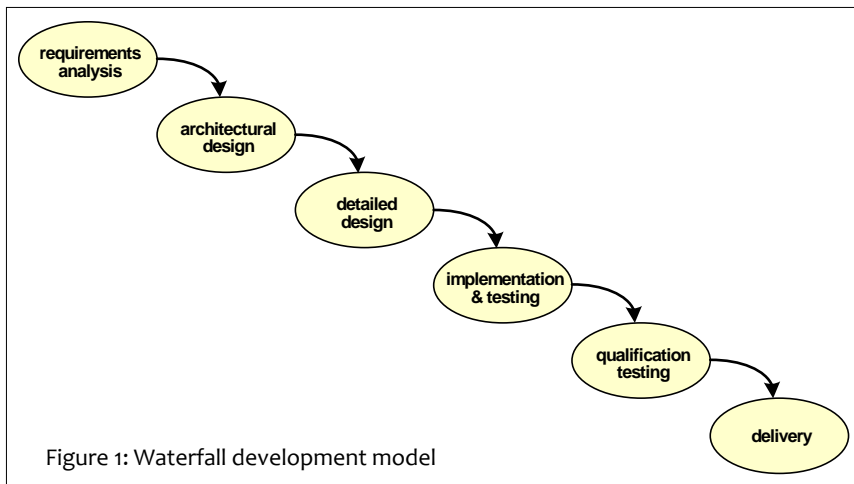 requirements
analysis
architectural
design
detailed
design
implementation
& testing
qualification
testing
delivery
Figure 1: Waterfall development model